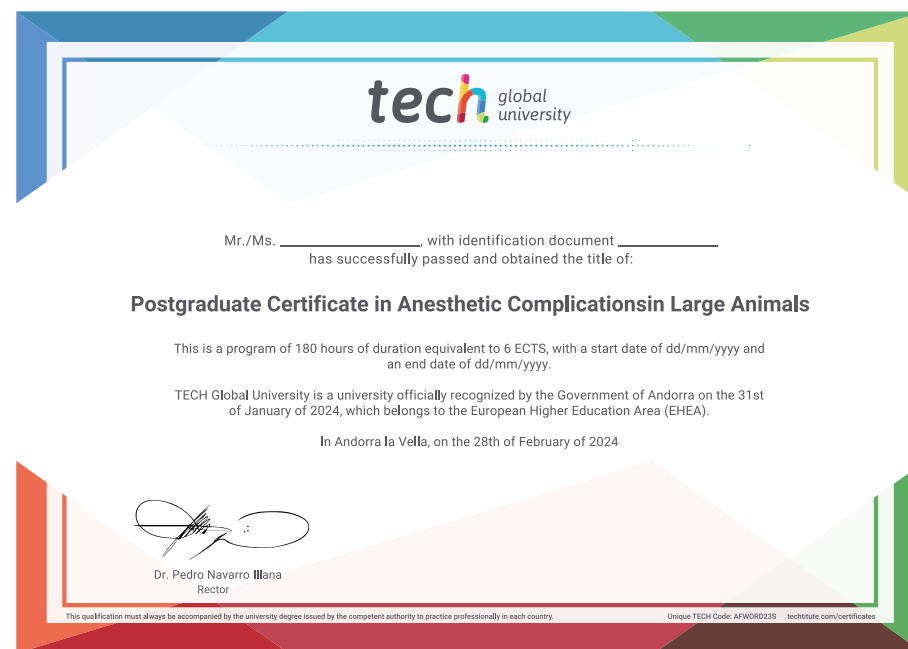 tech global
university
Mr./Ms. ____________, with identification document ____________
has successfully passed and obtained the title of:
Postgraduate Certificate in Anesthetic Complicationsin Large Animals
This is a program of 180 hours of duration equivalent to 6 ECTS, with a start date of dd/mm/yyyy and
an end date of dd/mm/yyyy.
TECH Global University is a university officially recognized by the Government of Andorra on the 31st
of January of 2024, which belongs to the European Higher Education Area (EHEA).
In Andorra la Vella, on the 28th of February of 2024
Dr. Pedro Navarro Illana
Rector
This qualification must always be accompanied by the university degree issued by the competent authority to practice professionally in each country.
Unique TECH Code: AFWORD23S techtitute.com/certificates